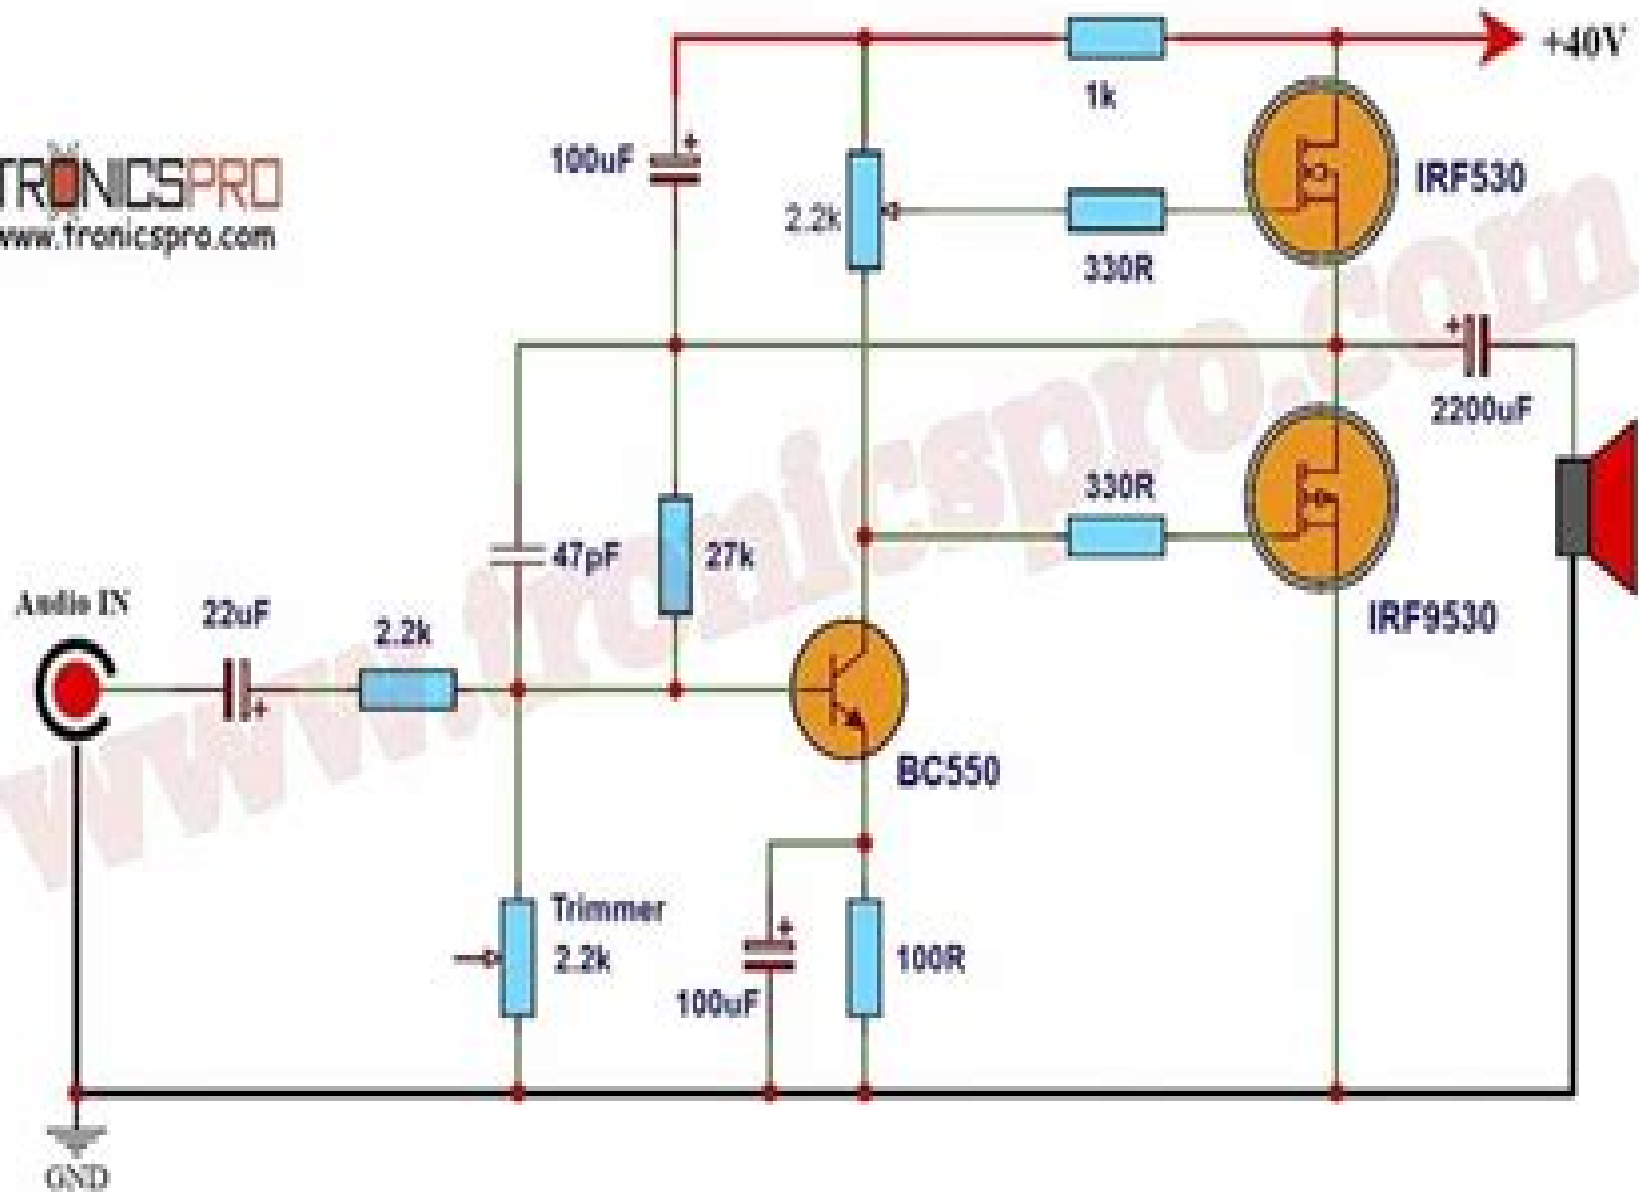 +40V
1k
100uF
TRONICSPRO
www.tronicspro.com
2.2k
IRF530
330R
2200uF
330R
47pF
27k
IRF9530
Audio IN
22uF
2.2k
BC550
Trimmer
2.2k
100R
100uF
GND
www.tronicspro.com